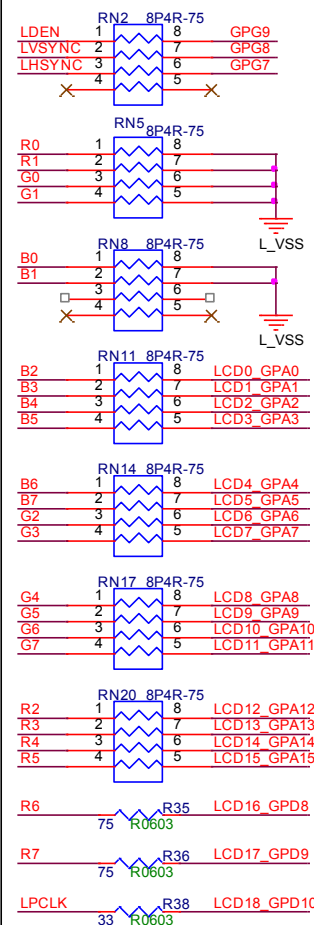 RN2 8P4R-75
LDEN 1 8 GPG9
LVSYNC 2 7 GPG8
LHSYNC 3 6 GPG7
4 5
RN5 8P4R-75
R0 1 8
R1 2 7
G0 3 6
G1 4 5
L_VSS
RN8 8P4R-75
B0 1 8
B1 2 7
3 6
4 5
L_VSS
RN11 8P4R-75
B2 1 8 LCD0_GPA0
B3 2 7 LCD1_GPA1
B4 3 6 LCD2_GPA2
B5 4 5 LCD3_GPA3
RN14 8P4R-75
B6 1 8 LCD4_GPA4
B7 2 7 LCD5_GPA5
G2 3 6 LCD6_GPA6
G3 4 5 LCD7_GPA7
RN17 8P4R-75
G4 1 8 LCD8_GPA8
G5 2 7 LCD9_GPA9
G6 3 6 LCD10_GPA10
G7 4 5 LCD11_GPA11
RN20 8P4R-75
R2 1 8 LCD12_GPA12
R3 2 7 LCD13_GPA13
R4 3 6 LCD14_GPA14
R5 4 5 LCD15_GPA15
R6 R35 LCD16_GPD8
75 R0603
R7 R36 LCD17_GPD9
75 R0603
LPCLK R38 LCD18_GPD10
33 R0603